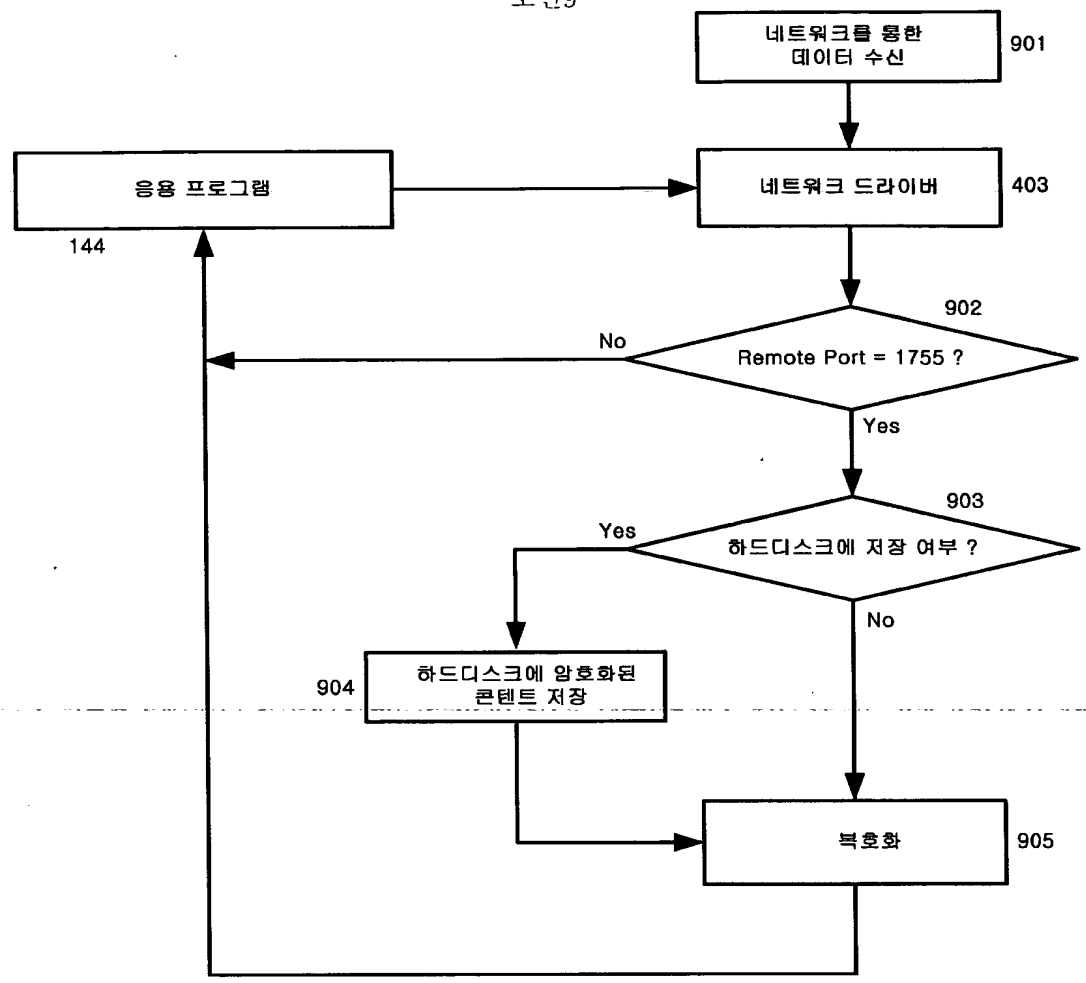 네트워크를 통한
데이터 수신
901
응용 프로그램
네트워크 드라이버
403
144
902
No
Remote Port = 1755 ?
Yes
903
Yes
하드디스크에 저장 여부 ?
No
904
하드디스크에 암호화된
콘텐트 저장
복호화
905